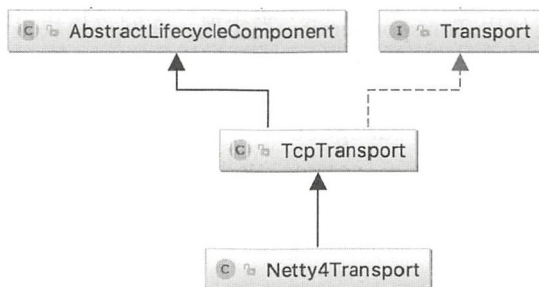 C AbstractLifecycleComponent
I Transport
C TcpTransport
C Netty4Transport